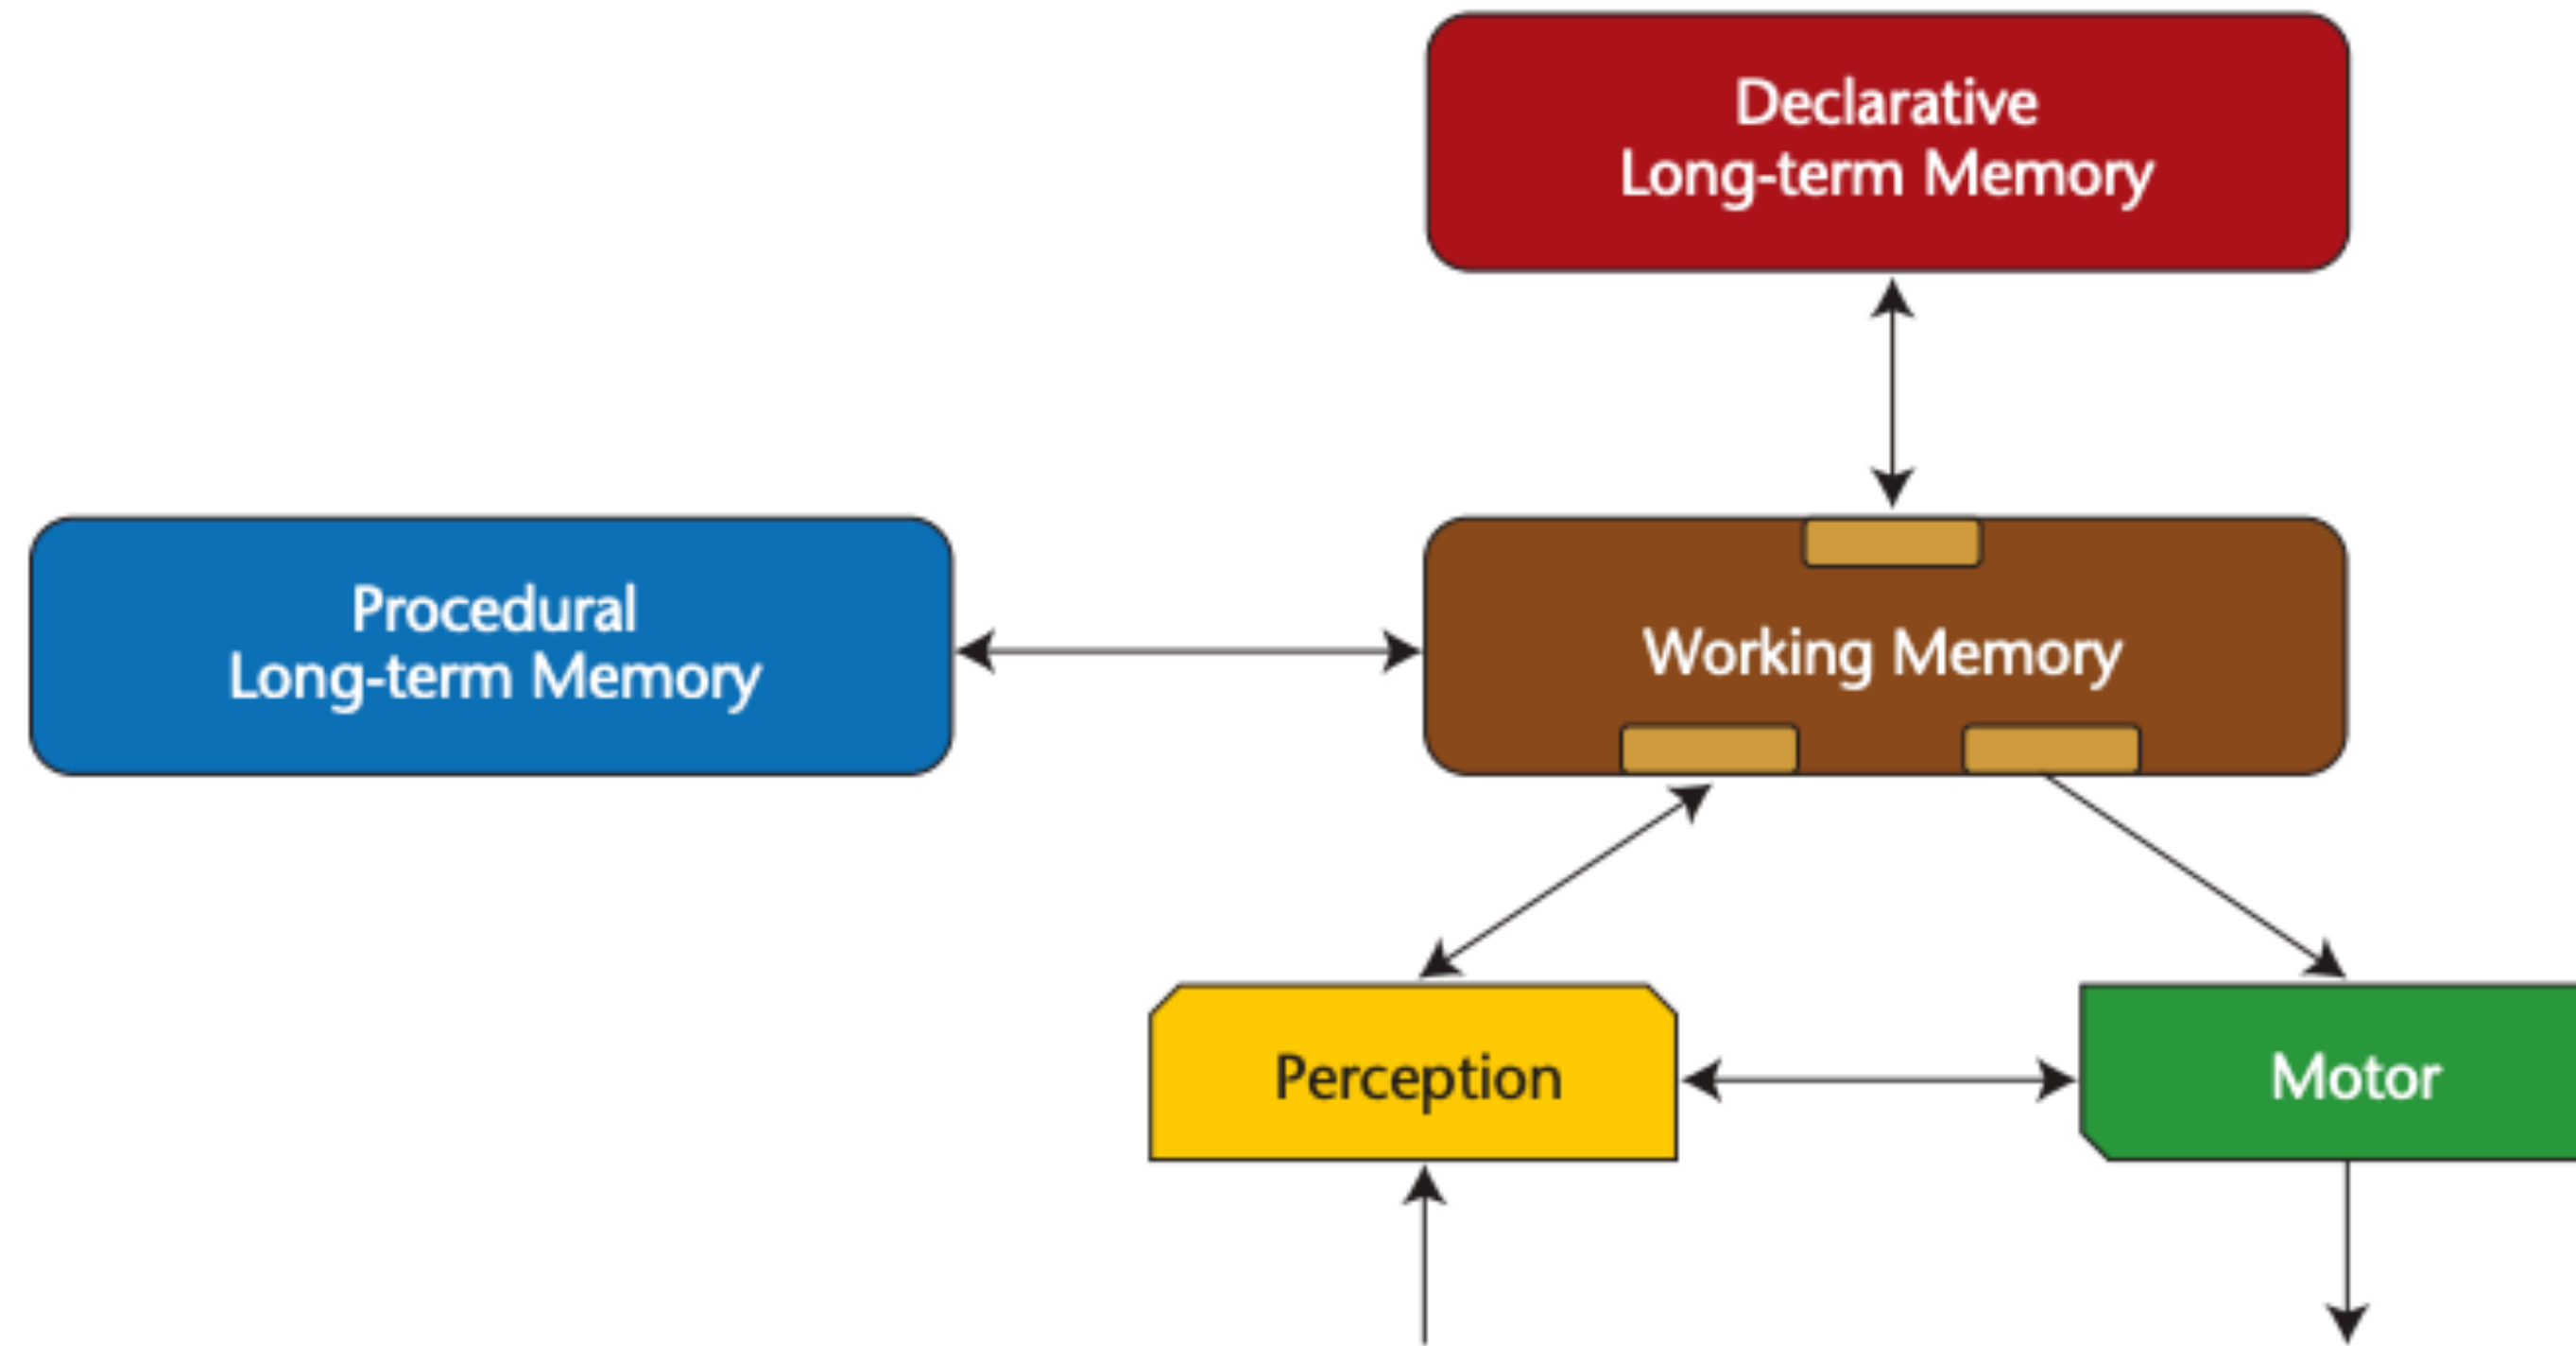 Declarative
Long-term Memory
Procedural
Long-term Memory
Working Memory
Perception
Motor